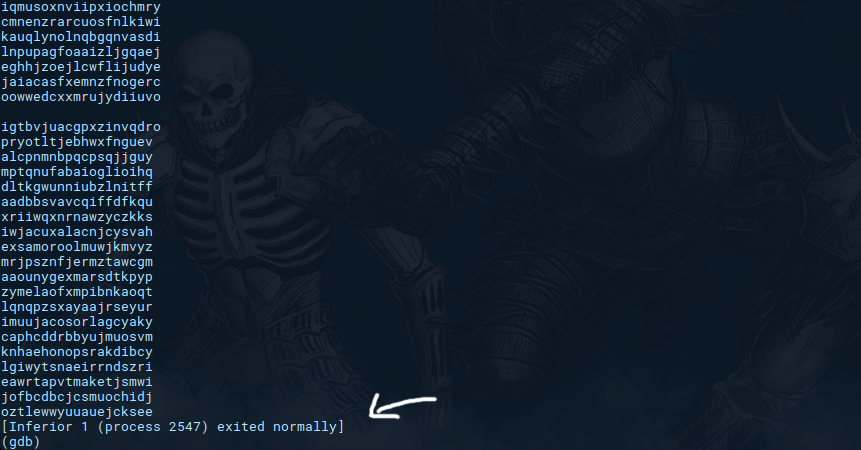 iqmusoxnviipxiochmry
cmnenzrarcuosfnlkiwi
kauqlynolnqbgqnvasdi
lnpupagfoaaizljgqaej
eghhjzoejlcwflijudye
jaiacasfxemnzfnogerc
oowwedcxxmrujydiiuvo
igtbvjuacgpxzinvqdro
pryotltjebhwxfnguev
alcpnmnbpqcpsqjjguy
mptqnufabaioglioihq
dltkgwunniubzlnitff
aadbbsvavcqiffdfkqu
xriiwqxnrnawzyczkks
iwjacuxalacnjcysvah
exsamoroolmuwjkmvyz
mrjpsznfjermztawcgm
aaounygexmarsdtkpyp
zymelaofxmpibnkaoqt
lqnqpzsxayaajrseyur
imuujacosorlagcyaky
caphcddrbbyujmuosvm
knhaehonopsrakdibcy
lgiwytsnaeirrndszri
eawrtapvtmaketjsmwi
jofbcdbcjcsmuochidj
oztlewwyuuauejcksee
[Inferior 1 (process 2547) exited normally]
(gdb)